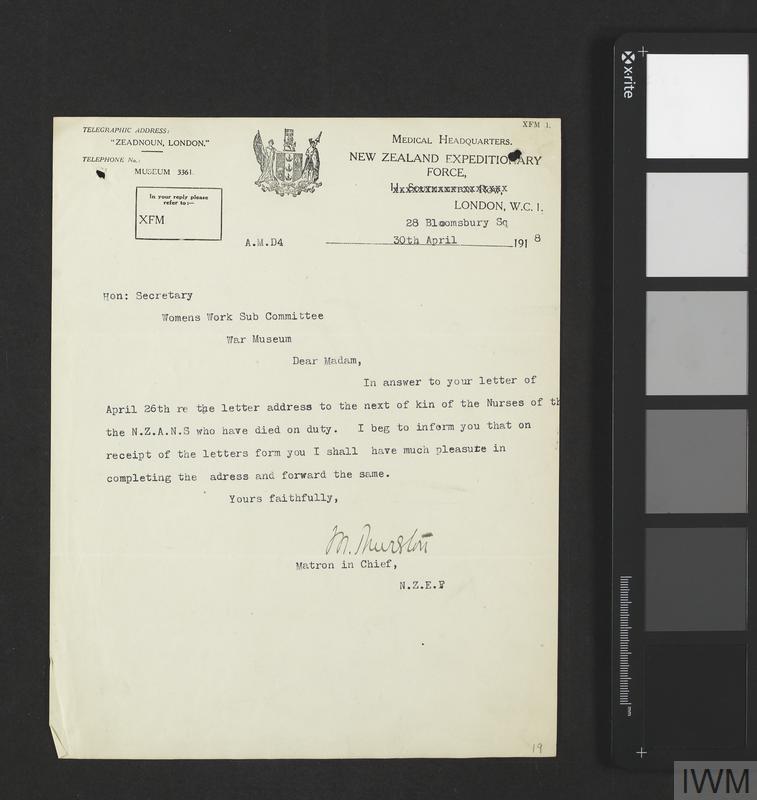 XFM 1.
TELEGRAPHIC ADDRESS:
"ZEADNOUN, LONDON."
TELEPHONE No.:
MUSEUM 3361.
In your reply please
refer to:—
XFM
MEDICAL HEADQUARTERS.
NEW ZEALAND EXPEDITIONARY
FORCE,
LONDON, W.C. 1.
28 Bloomsbury Sq
A.M.D4
30th April 1918
Hon: Secretary
Womens Work Sub Committee
War Museum
Dear Madam,
In answer to your letter of
April 26th re the letter address to the next of kin of the Nurses of th
the N.Z.A.N.S who have died on duty. I beg to inform you that on
receipt of the letters form you I shall have much pleasure in
completing the adress and forward the same.
Yours faithfully,
M. Thurston
Matron in Chief,
N.Z.E.F
19
x-rite
mm
IWM